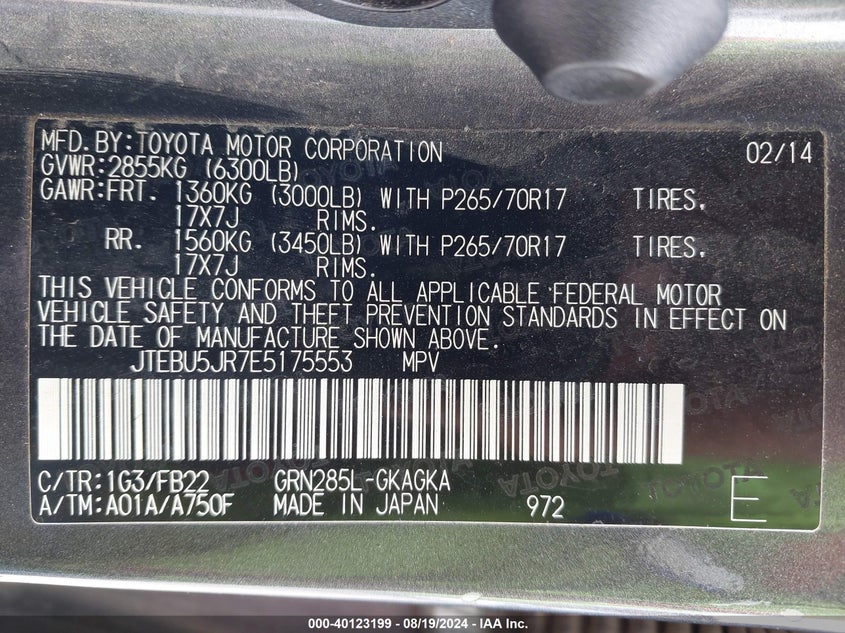 MFD. BY: TOYOTA MOTOR CORPORATION 02/14
GVWR: 2855KG (6300LB)
GAWR: FRT. 1360KG (3000LB) WITH P265/70R17 TIRES,
17X7J RIMS.
RR. 1560KG (3450LB) WITH P265/70R17 TIRES,
17X7J RIMS.
THIS VEHICLE CONFORMS TO ALL APPLICABLE FEDERAL MOTOR
VEHICLE SAFETY AND THEFT PREVENTION STANDARDS IN EFFECT ON
THE DATE OF MANUFACTURE SHOWN ABOVE.
JTEBU5JR7E5175553 MPV
C/TR: 1G3/FB22 GRN285L-GKAGKA
A/TM: A01A/A750F MADE IN JAPAN 972 E
000-40123199 - 08/19/2024 - IAA Inc.